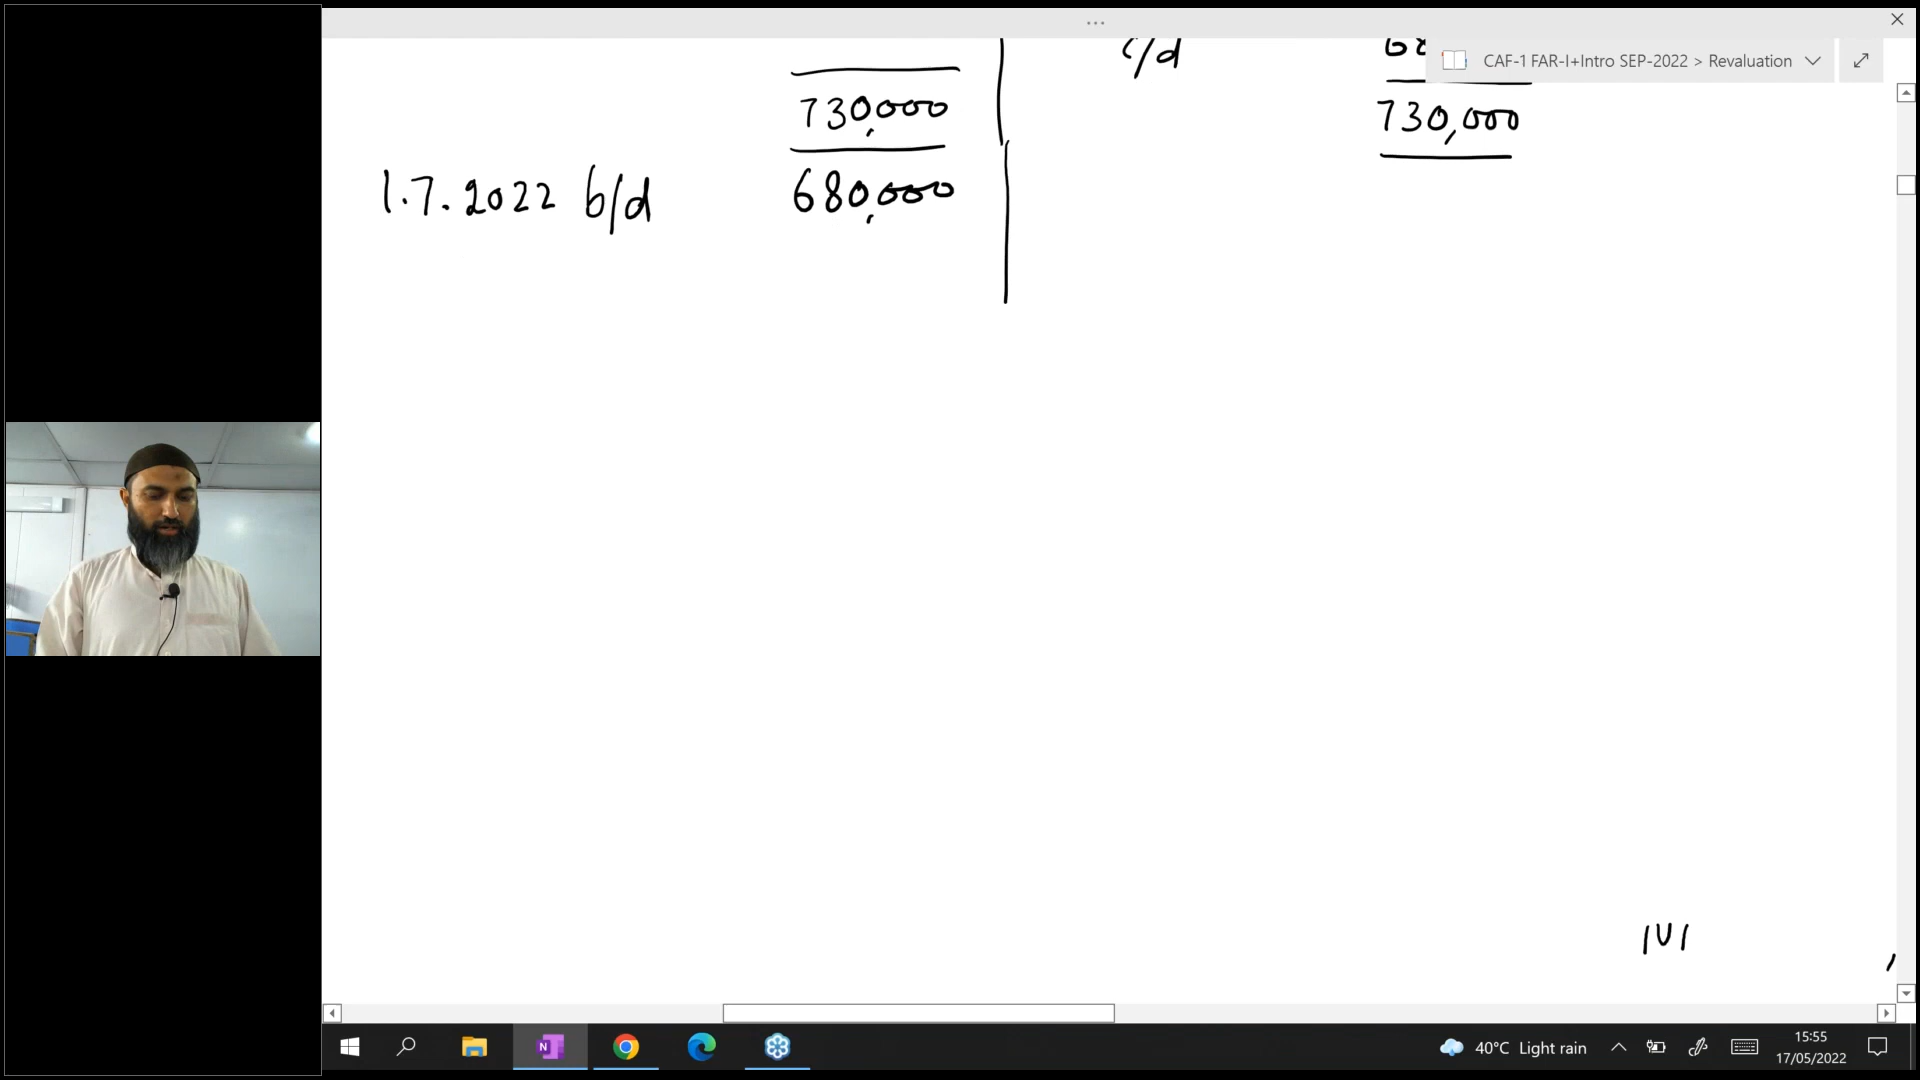 c/d 68
CAF-1 FAR-I+Intro SEP-2022 > Revaluation
730,000 730,000
1.7.2022 b/d 680,000
N
40°C Light rain
15:55
17/05/2022